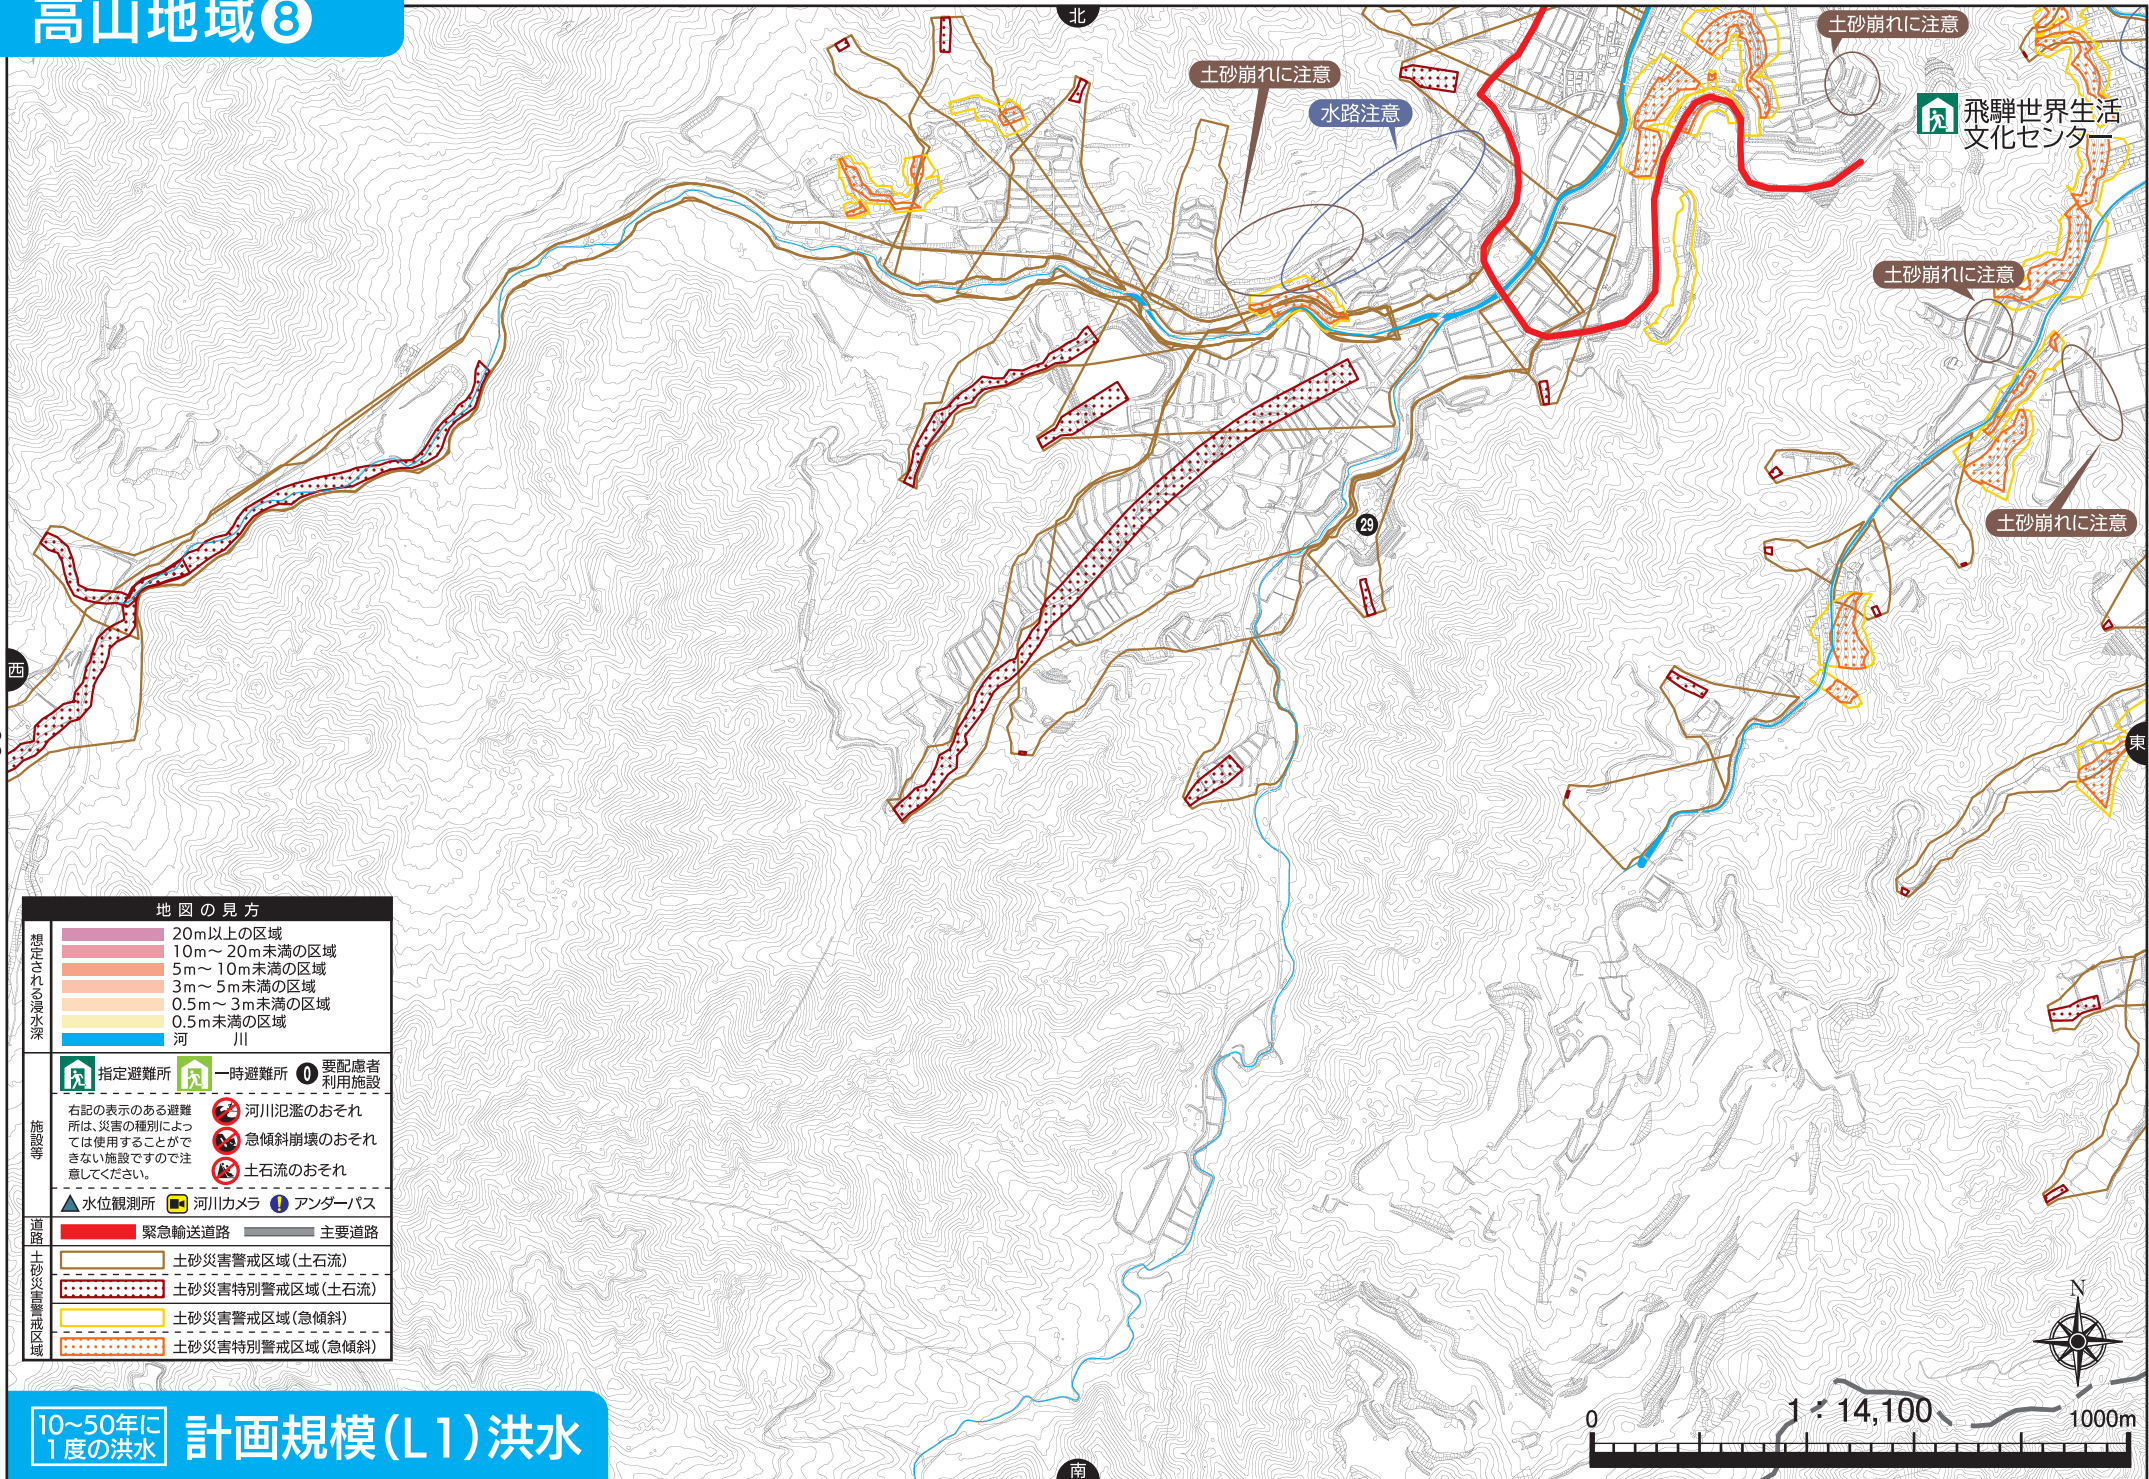 高山地域❽
北
土砂崩れに注意
土砂崩れに注意
水路注意
飛騨世界生活
文化センター
土砂崩れに注意
土砂崩れに注意
29
西
東
地図の見方
想定される浸水深
20m以上の区域
10m～20m未満の区域
5m～10m未満の区域
3m～5m未満の区域
0.5m～3m未満の区域
0.5m未満の区域
河　川
施設等
指定避難所
一時避難所
0
要配慮者
利用施設
右記の表示のある避難
所は、災害の種別によっ
ては使用することがで
きない施設ですので注
意してください。
河川氾濫のおそれ
急傾斜崩壊のおそれ
土石流のおそれ
水位観測所
河川カメラ
アンダーパス
道路
緊急輸送道路
主要道路
土砂災害警戒区域
土砂災害警戒区域（土石流）
土砂災害特別警戒区域（土石流）
土砂災害警戒区域（急傾斜）
土砂災害特別警戒区域（急傾斜）
N
1：14,100
0
1000m
10～50年に
1度の洪水
計画規模（L1）洪水
南